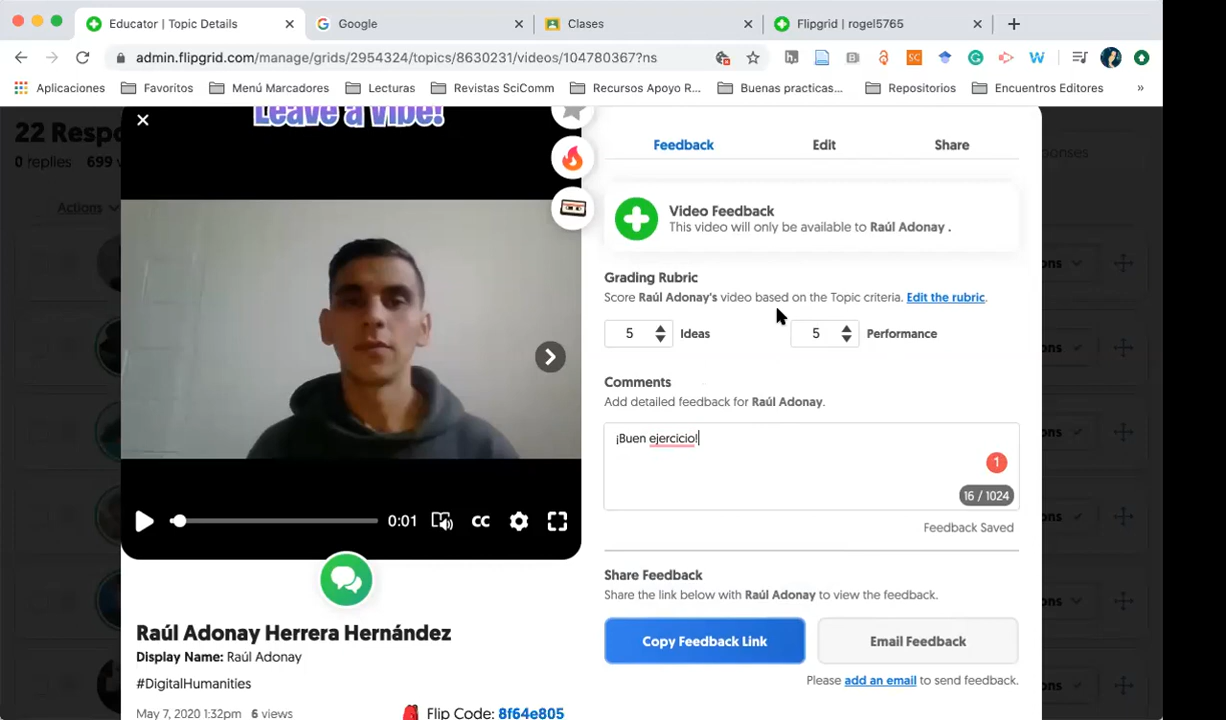 Educator | Topic Details
Google
Clases
Flipgrid | rogel5765
admin.flipgrid.com/manage/grids/2954324/topics/8630231/videos/104780367?ns
Aplicaciones
Favoritos
Menú Marcadores
Lecturas
Revistas SciComm
Recursos Apoyo R...
Buenas practicas...
Repositorios
Encuentros Editores
»
22 Respo
0 replies 699
Actions
Leave a vibe!
Feedback
Edit
Share
Video Feedback
This video will only be available to Raúl Adonay .
Grading Rubric
Score Raúl Adonay's video based on the Topic criteria. Edit the rubric.
5 Ideas
5 Performance
Comments
Add detailed feedback for Raúl Adonay.
¡Buen ejercicio!
1
16 / 1024
Feedback Saved
0:01
CC
Share Feedback
Share the link below with Raúl Adonay to view the feedback.
Copy Feedback Link
Email Feedback
Please add an email to send feedback.
Raúl Adonay Herrera Hernández
Display Name: Raúl Adonay
#DigitalHumanities
May 7, 2020 1:32pm 6 views
Flip Code: 8f64e805